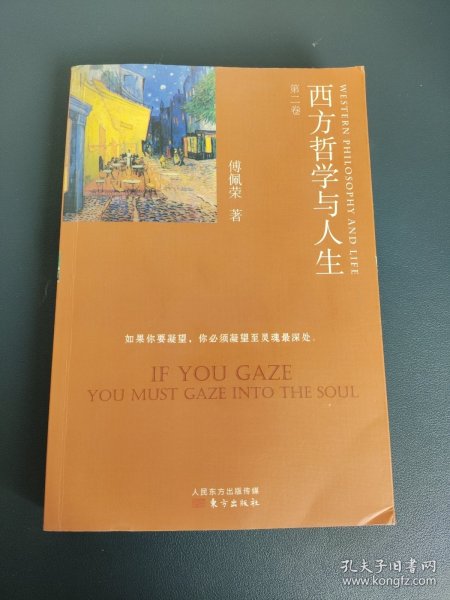 西方哲学与人生
WESTERN PHILOSOPHY AND LIFE
第二卷
傅佩荣 著
如果你要凝望，你必须凝望至灵魂最深处。
IF YOU GAZE
YOU MUST GAZE INTO THE SOUL
人民东方出版传媒
东方出版社
孔夫子旧书网
www.kongfz.com